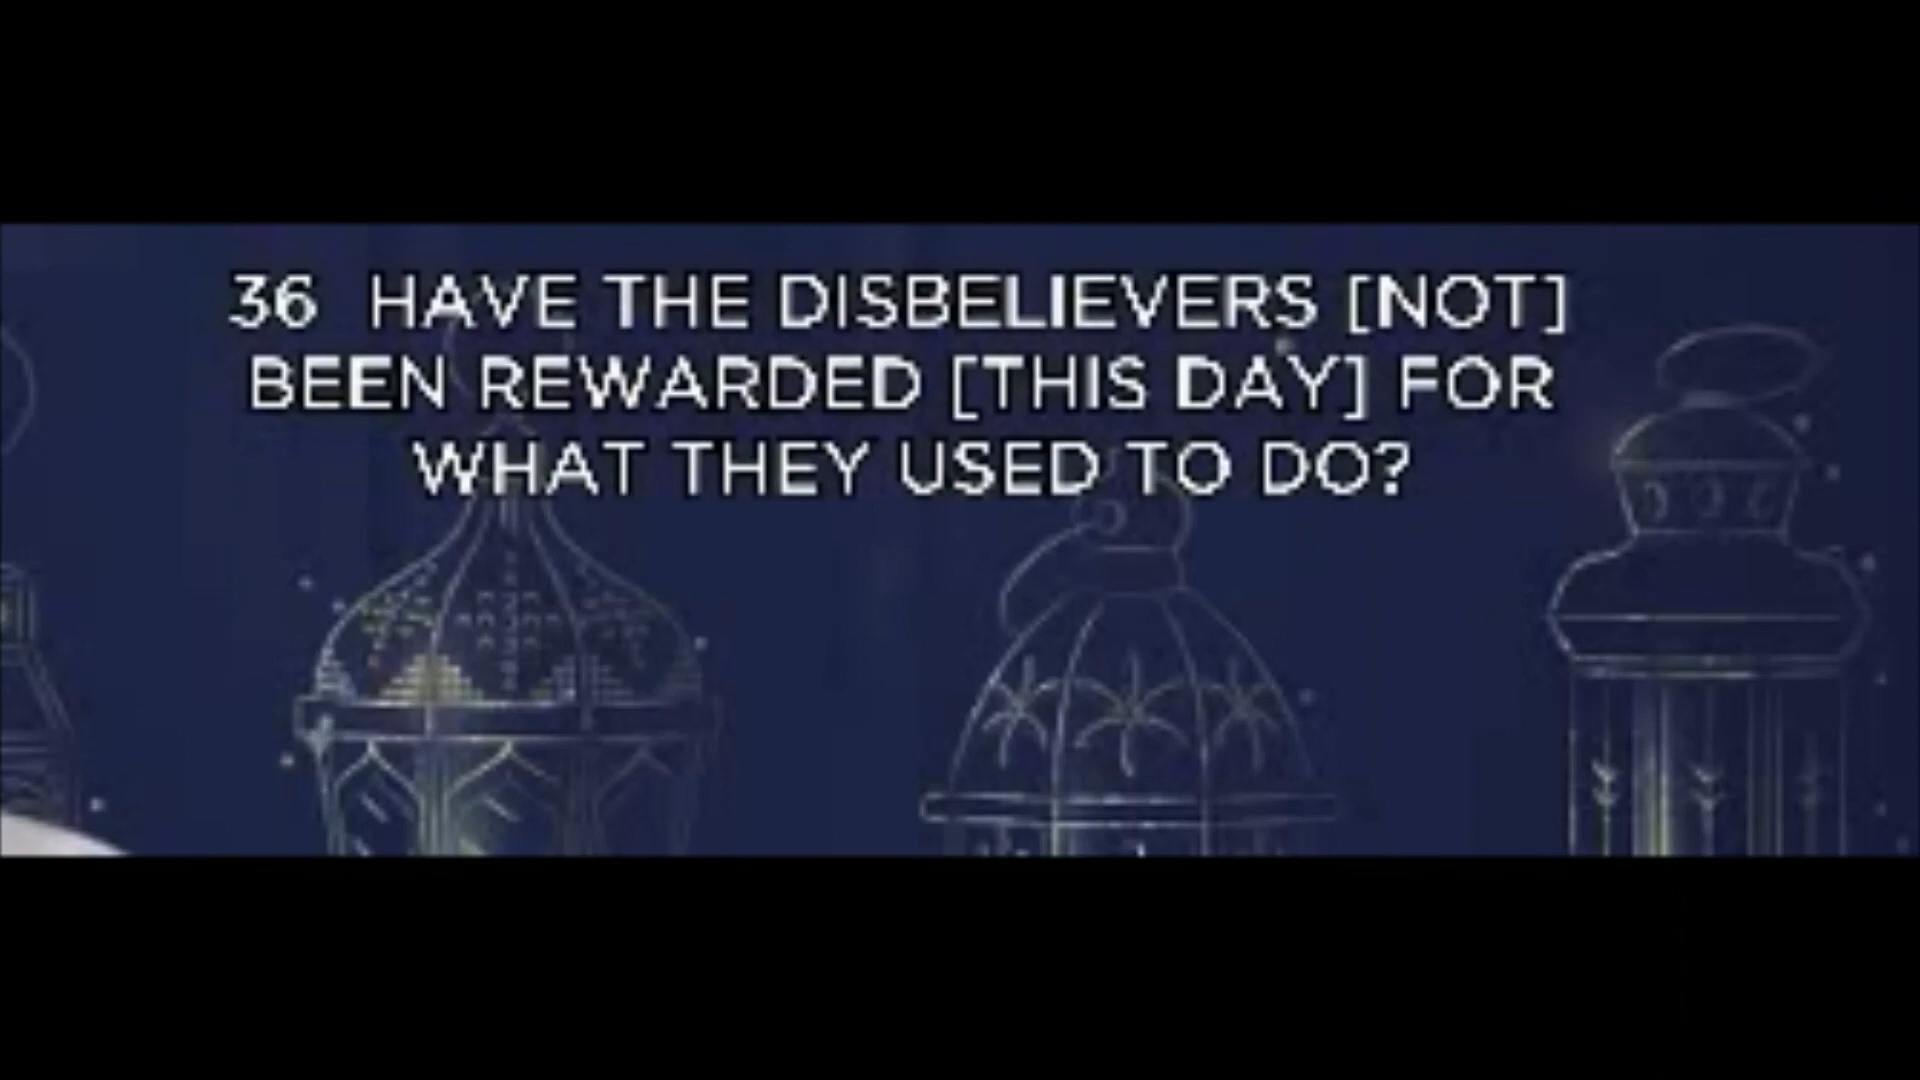 36 HAVE THE DISBELIEVERS [NOT]
BEEN REWARDED [THIS DAY] FOR
WHAT THEY USED TO DO?